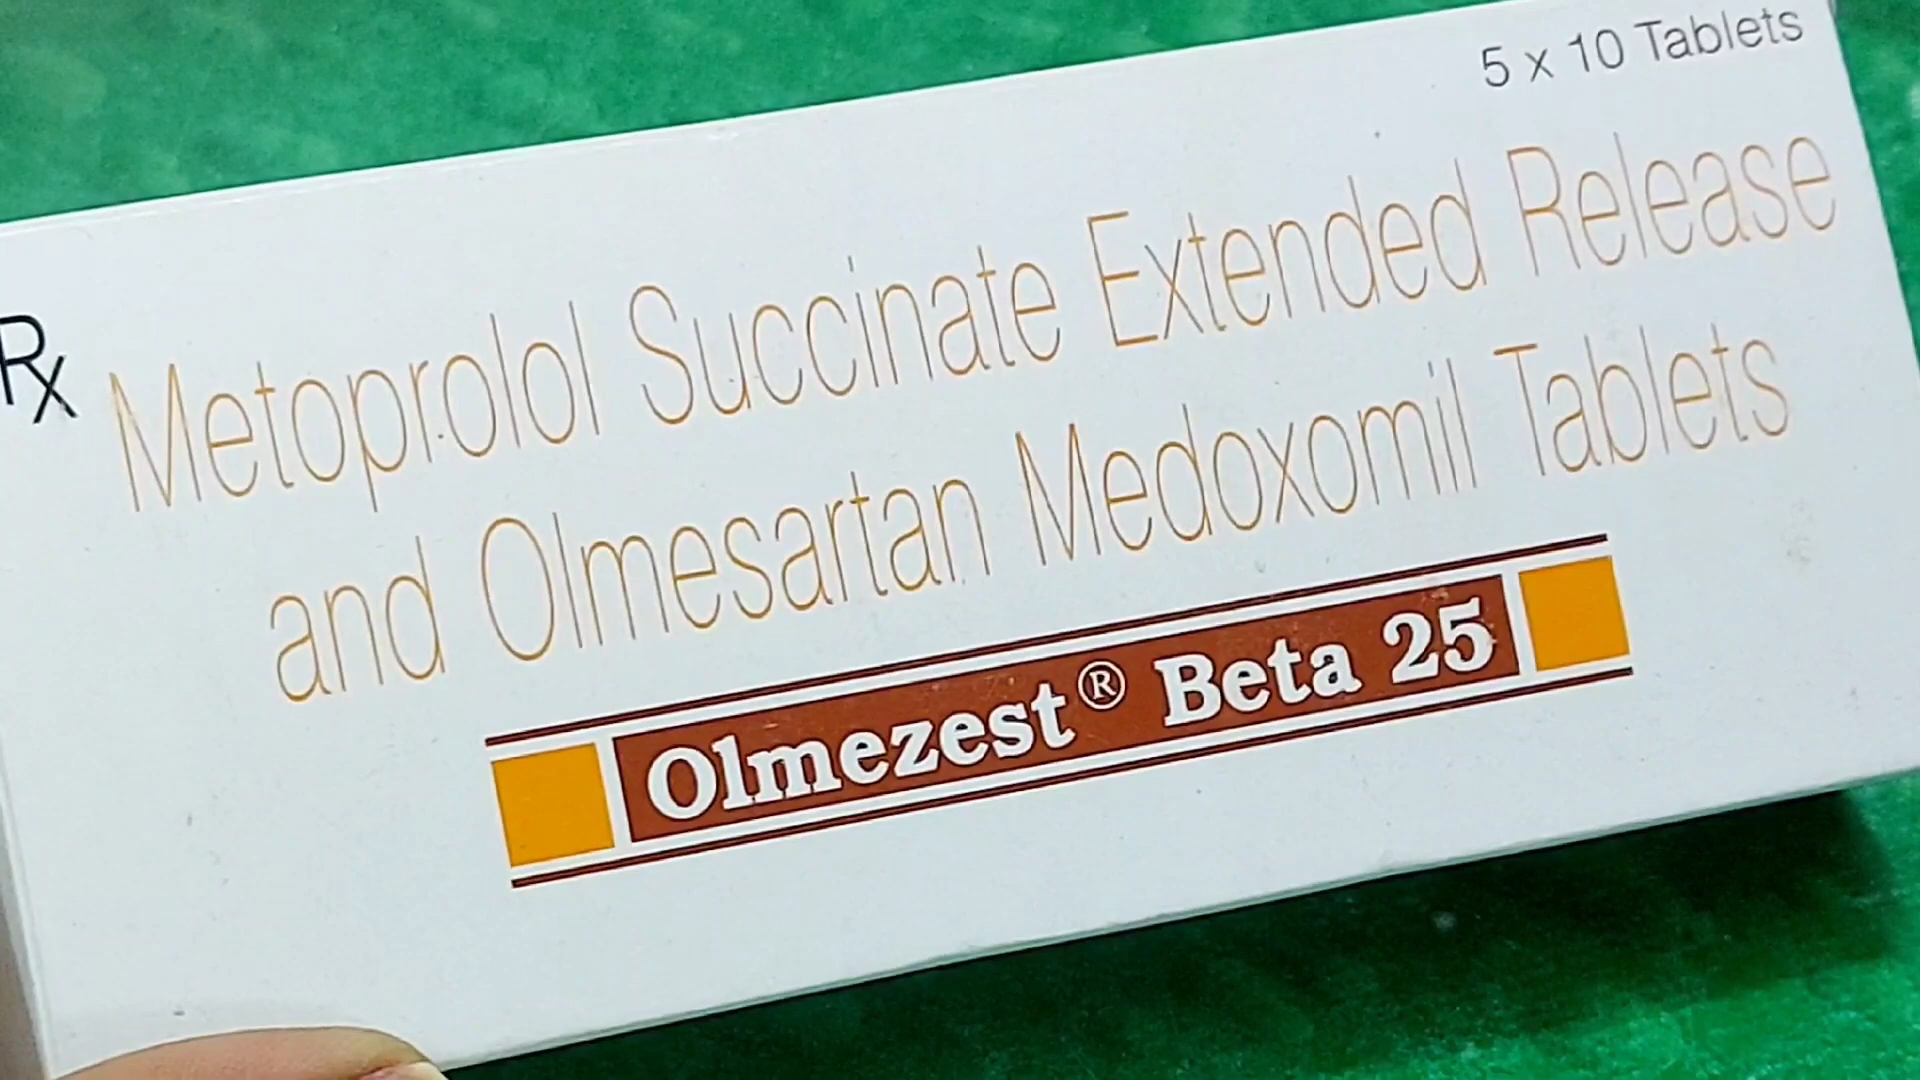 5 x 10 Tablets
Rx Metoprolol Succinate Extended Release
and Olmesartan Medoxomil Tablets
Olmezest® Beta 25